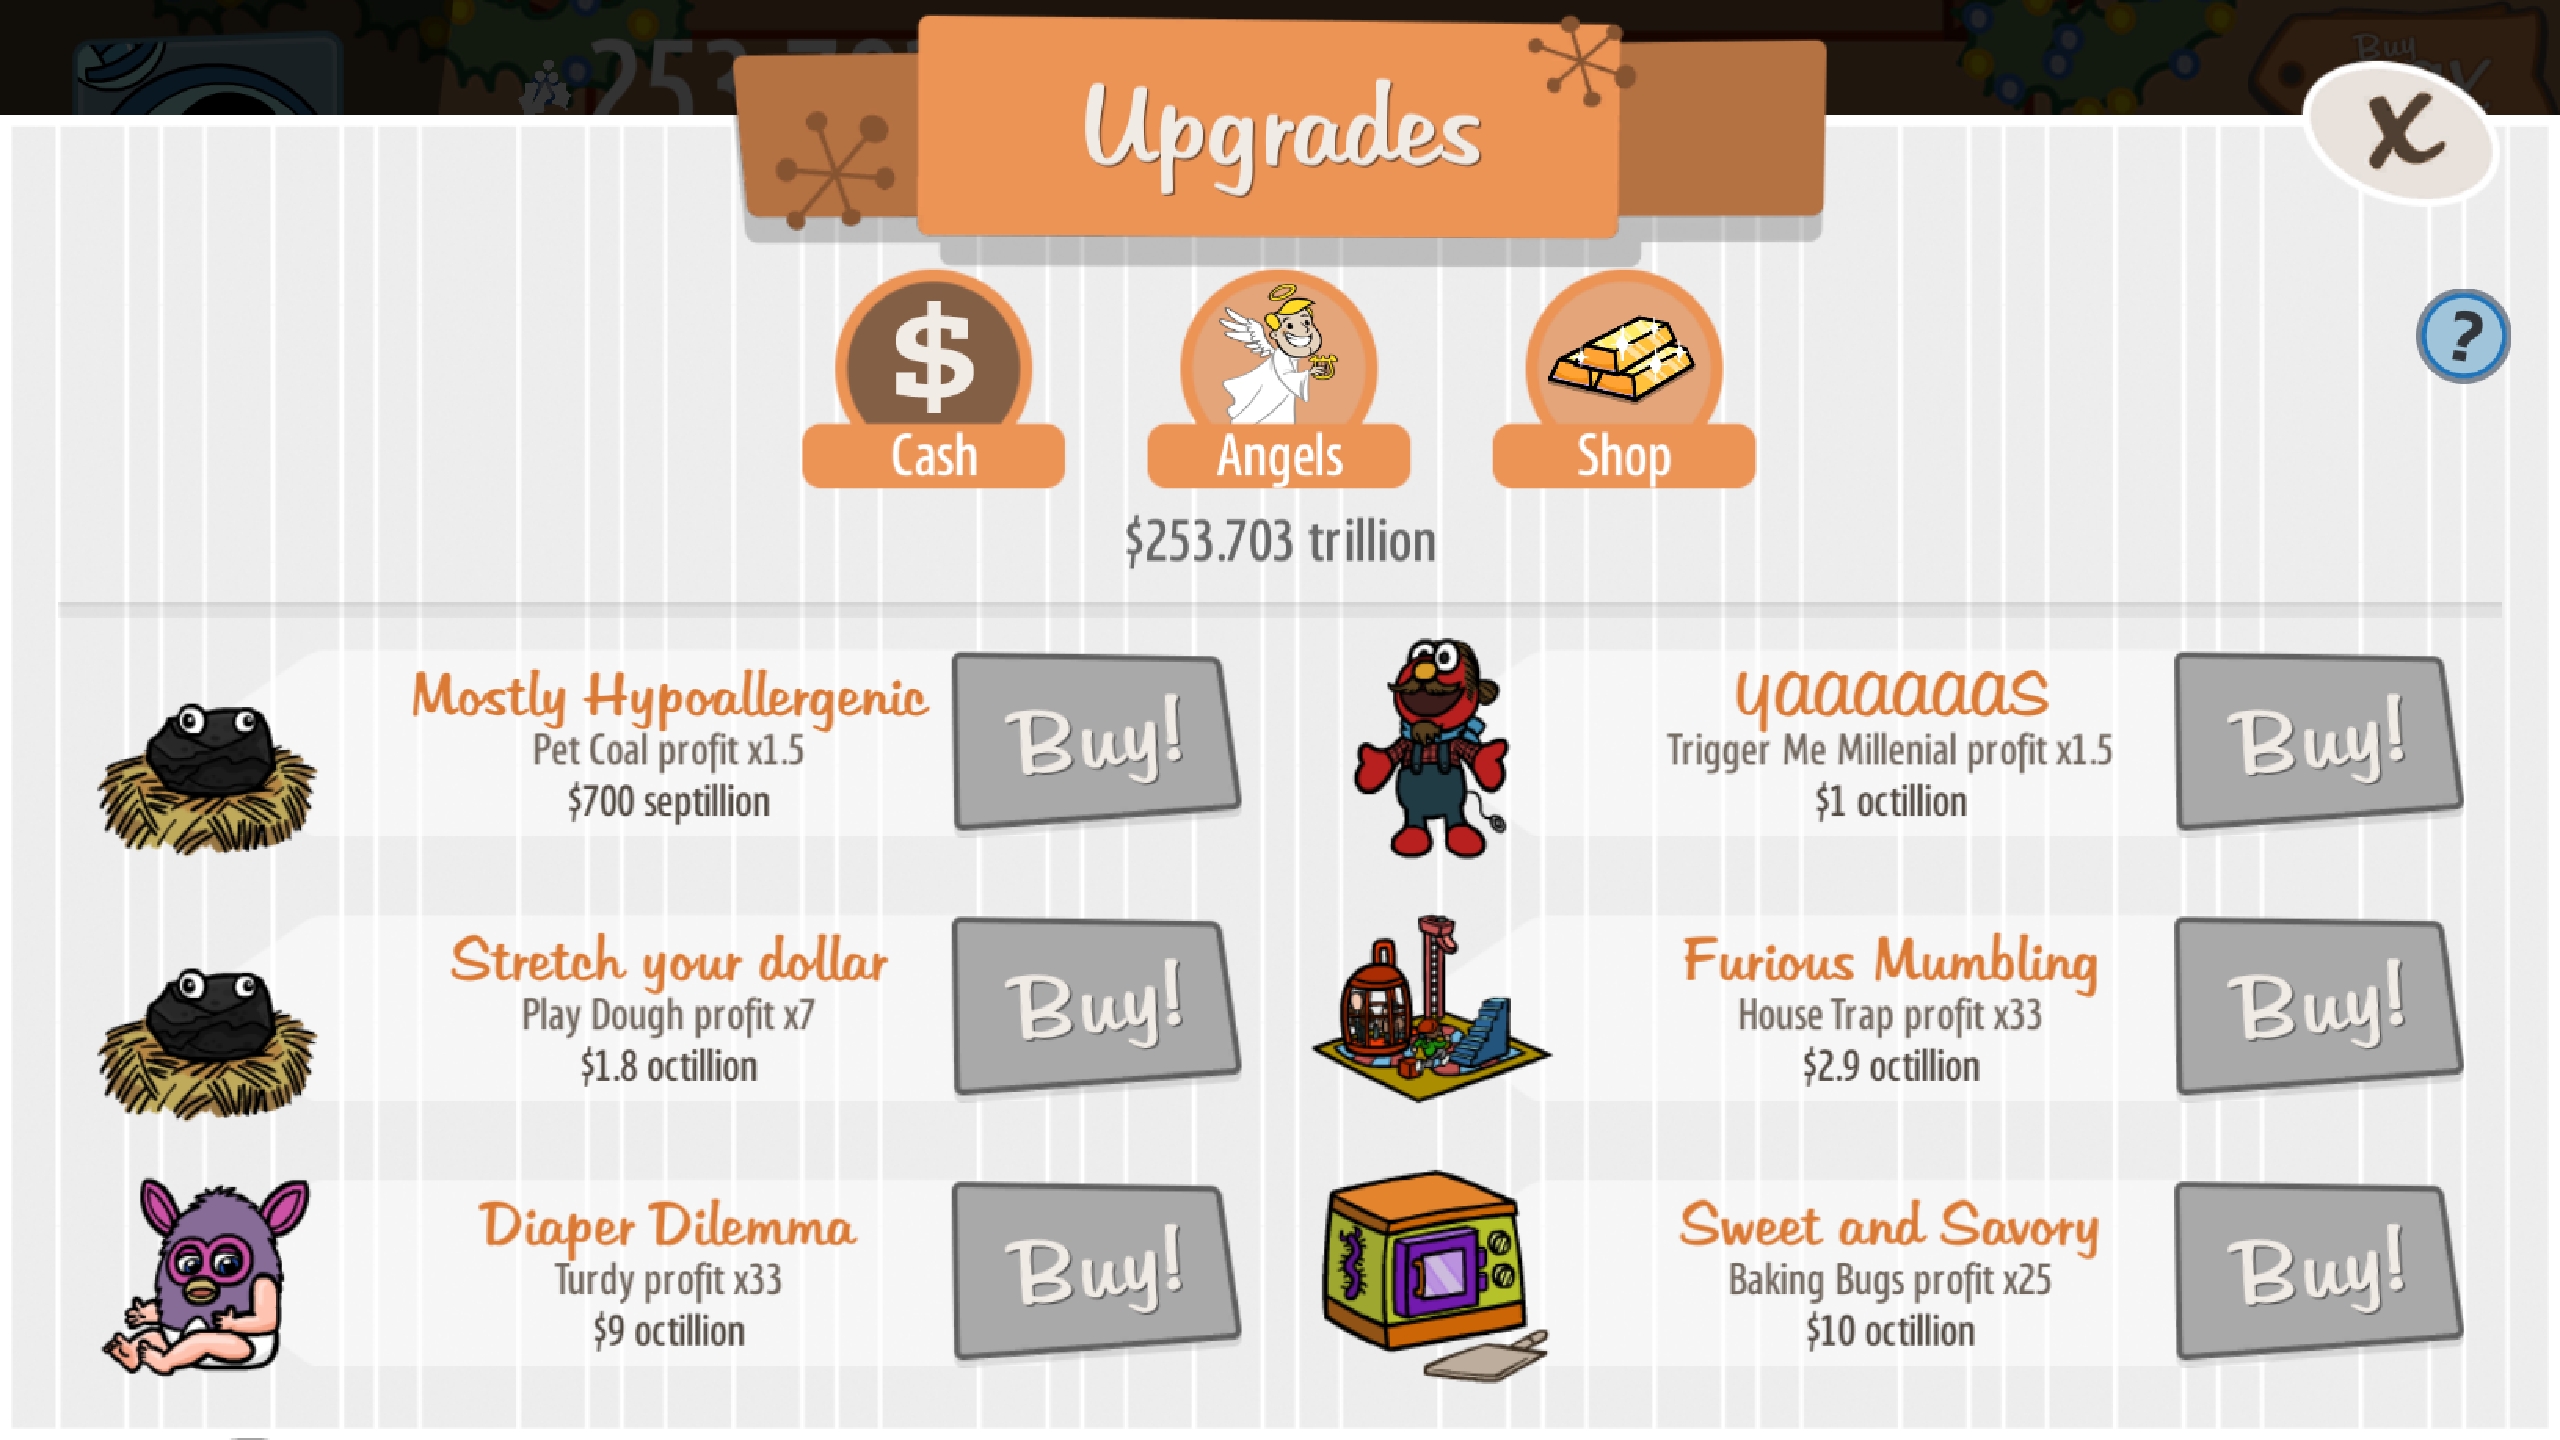 Buy
Upgrades
X
$
?
Cash
Angels
Shop
$253.703 trillion
Mostly Hypoallergenic
Pet Coal profit x1.5
$700 septillion
Buy!
yaaaaaas
Trigger Me Millenial profit x1.5
$1 octillion
Buy!
Stretch your dollar
Play Dough profit x7
$1.8 octillion
Buy!
Furious Mumbling
House Trap profit x33
$2.9 octillion
Buy!
Diaper Dilemma
Turdy profit x33
$9 octillion
Buy!
Sweet and Savory
Baking Bugs profit x25
$10 octillion
Buy!